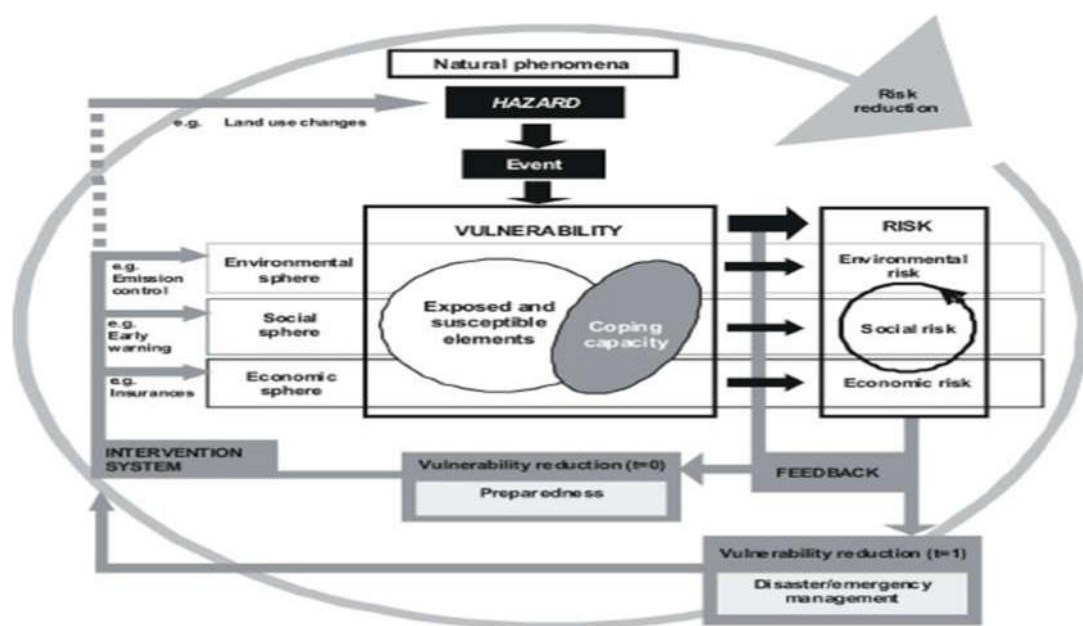 Natural phenomena
HAZARD
Risk
reduction
e.g. Land use changes
Event
VULNERABILITY
RISK
e.g.
Emission
control
Environmental
sphere
Environmental
risk
Exposed and
susceptible
elements
Coping
capacity
e.g.
Early
warning
Social
sphere
Social risk
e.g.
Insurances
Economic
sphere
Economic risk
INTERVENTION
SYSTEM
Vulnerability reduction (t=0)
Preparedness
FEEDBACK
Vulnerability reduction (t=1)
Disaster/emergency
management